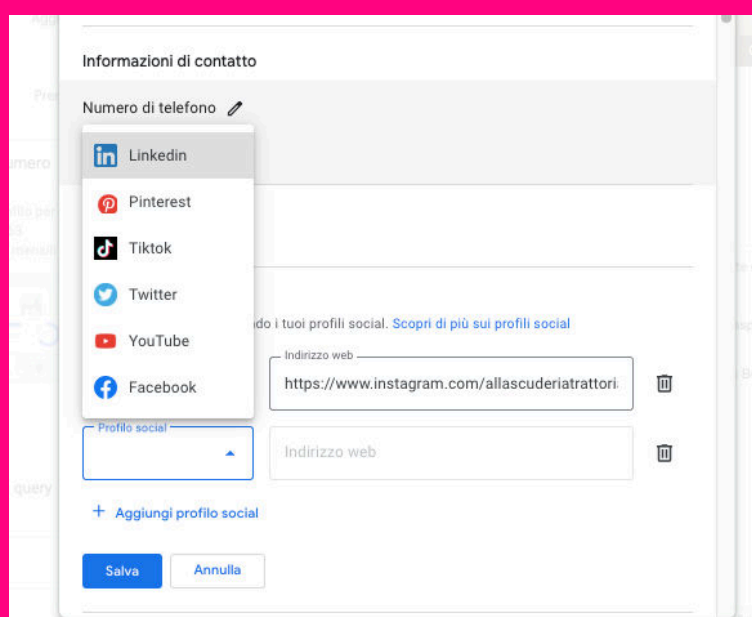 Informazioni di contatto
Numero di telefono
Linkedin
Pinterest
Tiktok
Twitter
YouTube
Facebook
i tuoi profili social. Scopri di più sui profili social
Indirizzo web
https://www.instagram.com/allascuderiatrattori
Profilo social
Indirizzo web
+ Aggiungi profilo social
Salva
Annulla
query